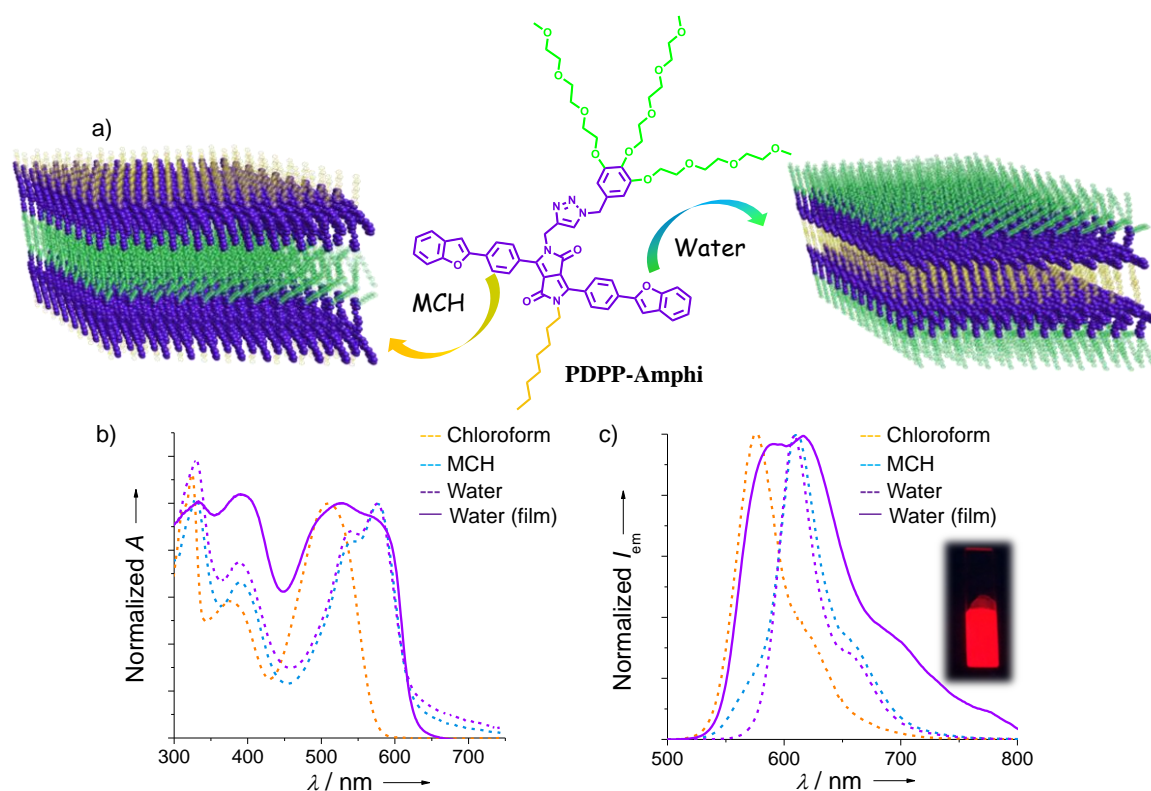 a)
O
O
O
O
O
O
O
O
O
O
O
O
N
N
N
N
O
O
O
N
O
MCH
Water
PDPP-Amphi
b)
Chloroform
MCH
Water
Water (film)
Normalized A
300 400 500 600 700
λ / nm
c)
Chloroform
MCH
Water
Water (film)
Normalized Iem
500 600 700 800
λ / nm